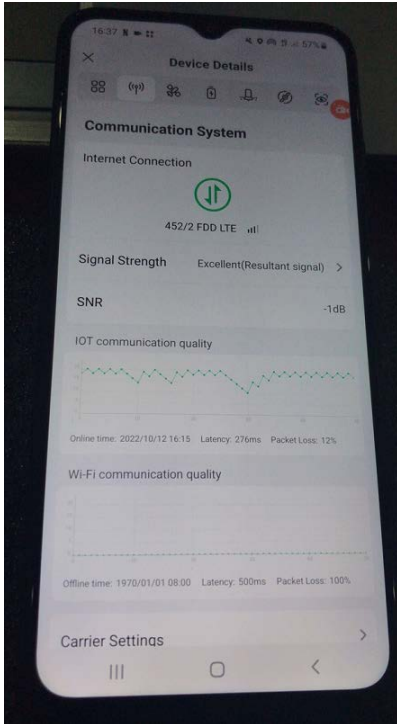 16:37
57%
Device Details
Communication System
Internet Connection
452/2 FDD LTE
Signal Strength Excellent(Resultant signal) >
SNR -1dB
IOT communication quality
Online time: 2022/10/12 16:15 Latency: 276ms Packet Loss: 12%
Wi-Fi communication quality
Offline time: 1970/01/01 08:00 Latency: 500ms Packet Loss: 100%
Carrier Settings >